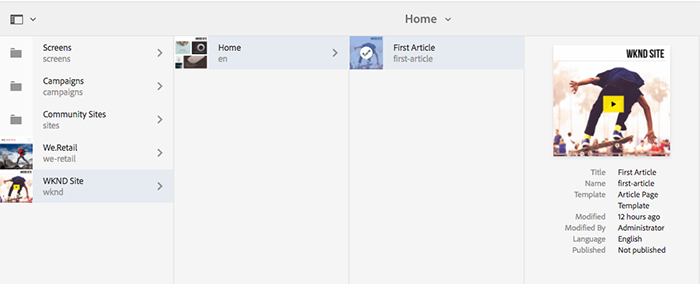 Home
Screens
screens
Campaigns
campaigns
Community Sites
sites
We.Retail
we-retail
WKND Site
wknd
Home
en
First Article
first-article
WKND SITE
Title First Article
Name first-article
Template Article Page
Template
Modified 12 hours ago
Modified By Administrator
Language English
Published Not published